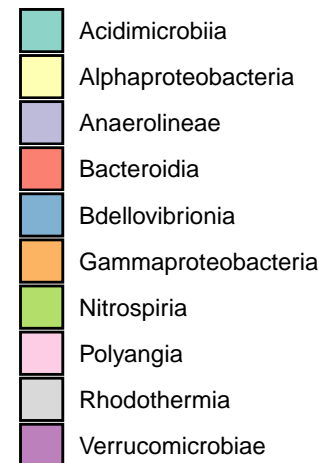 Acidimicrobiia
Alphaproteobacteria
Anaerolineae
Bacteroidia
Bdellovibrionia
Gammaproteobacteria
Nitrospiria
Polyangia
Rhodothermia
Verrucomicrobiae